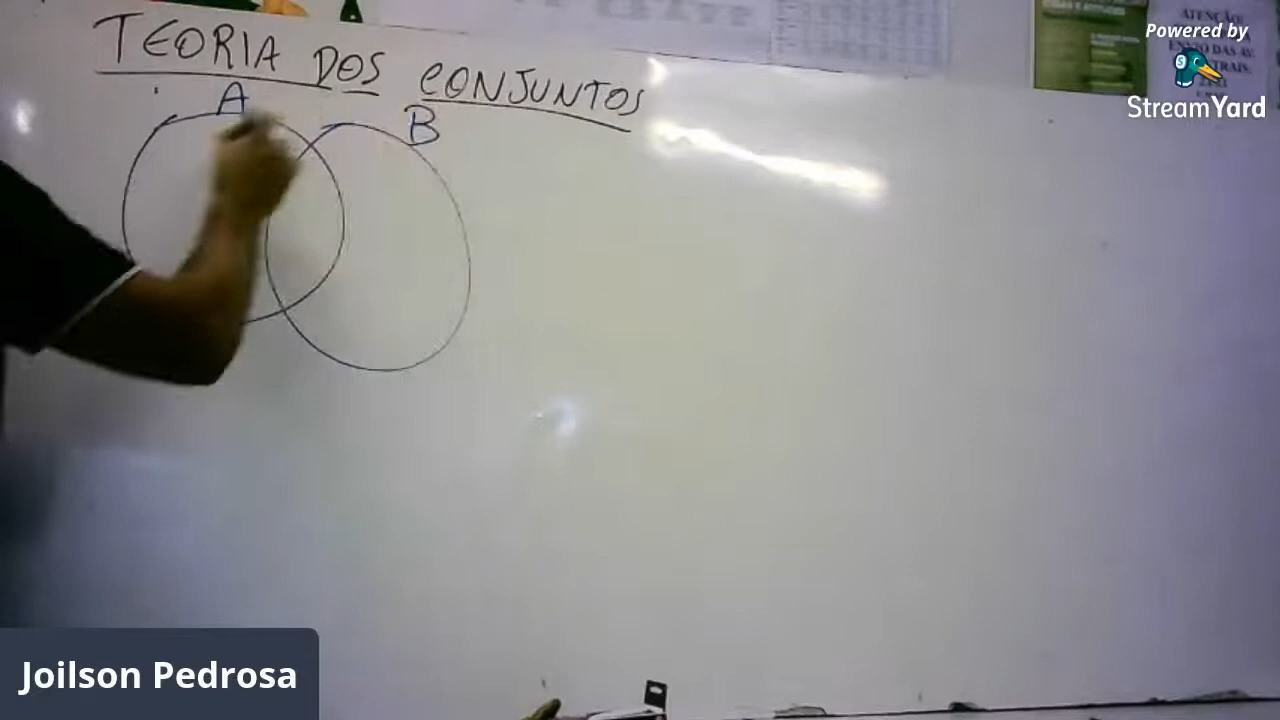 TEORIA DOS CONJUNTOS
A
B
Powered by
StreamYard
Joilson Pedrosa